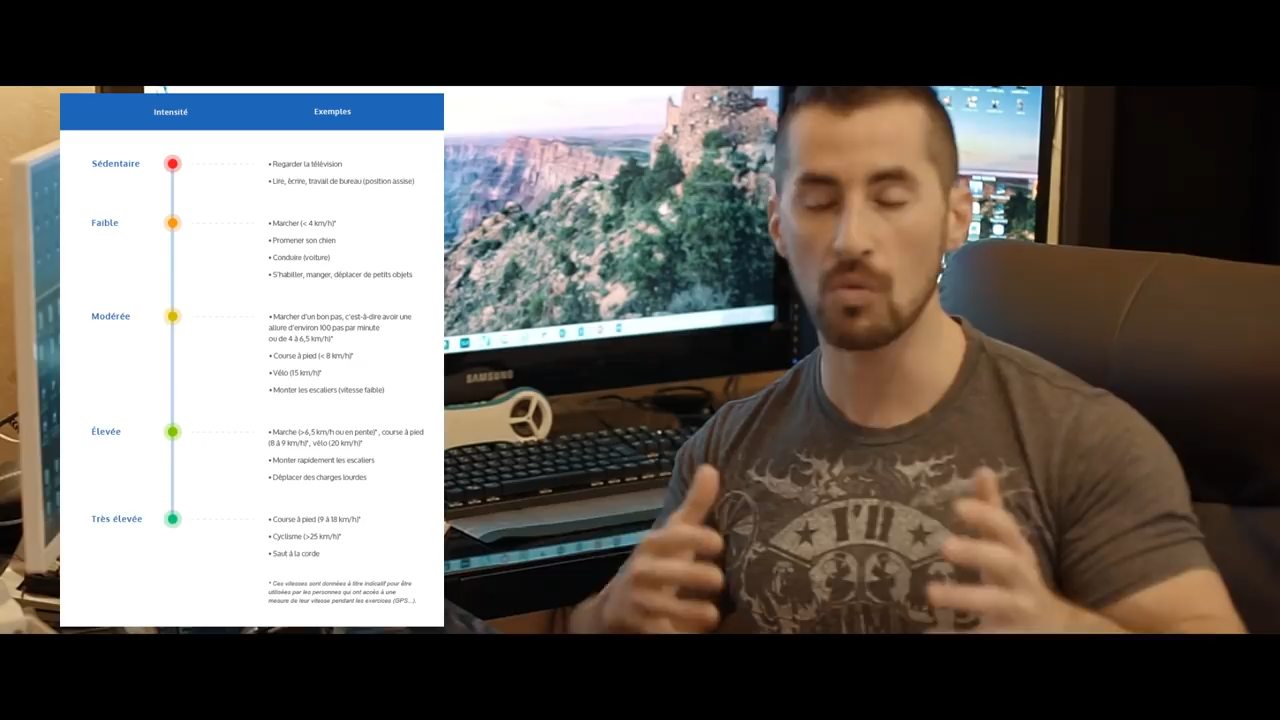 Intensité Exemples
Sédentaire
• Regarder la télévision
• Lire, écrire, travail de bureau (position assise)
Faible
• Marcher (< 4 km/h)*
• Promener son chien
• Conduire (voiture)
• S'habiller, manger, déplacer de petits objets
Modérée
• Marcher d'un bon pas, c'est-à-dire avoir une
allure d'environ 100 pas par minute
ou de 4 à 6,5 km/h)*
• Course à pied (< 8 km/h)*
• Vélo (15 km/h)*
• Monter les escaliers (vitesse faible)
Élevée
• Marche (>6,5 km/h ou en pente)* , course à pied
(8 à 9 km/h)*, vélo (20 km/h)*
• Monter rapidement les escaliers
• Déplacer des charges lourdes
Très élevée
• Course à pied (9 à 18 km/h)*
• Cyclisme (>25 km/h)*
• Saut à la corde
* Ces vitesses sont données à titre indicatif pour être
utilisées par les personnes qui ont accès à une
mesure de leur vitesse pendant les exercices (GPS...).
SAMSUNG